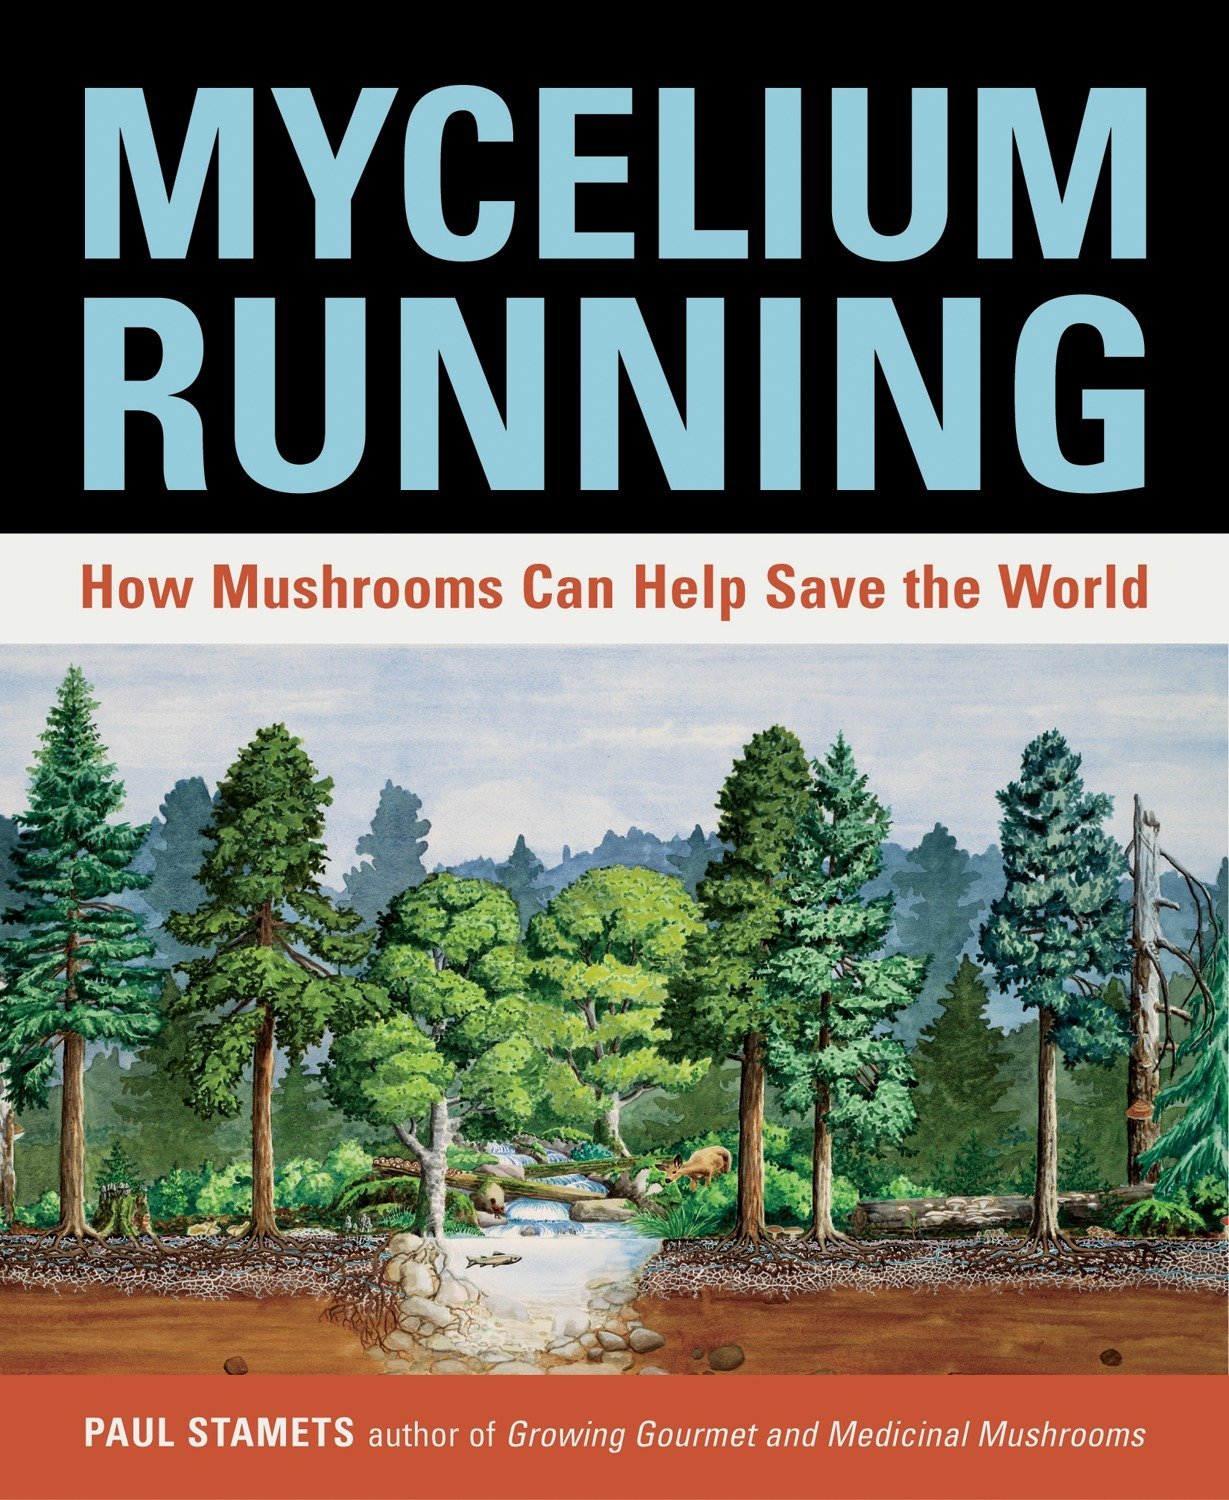 MYCELIUM
RUNNING
How Mushrooms Can Help Save the World
PAUL STAMETS author of Growing Gourmet and Medicinal Mushrooms